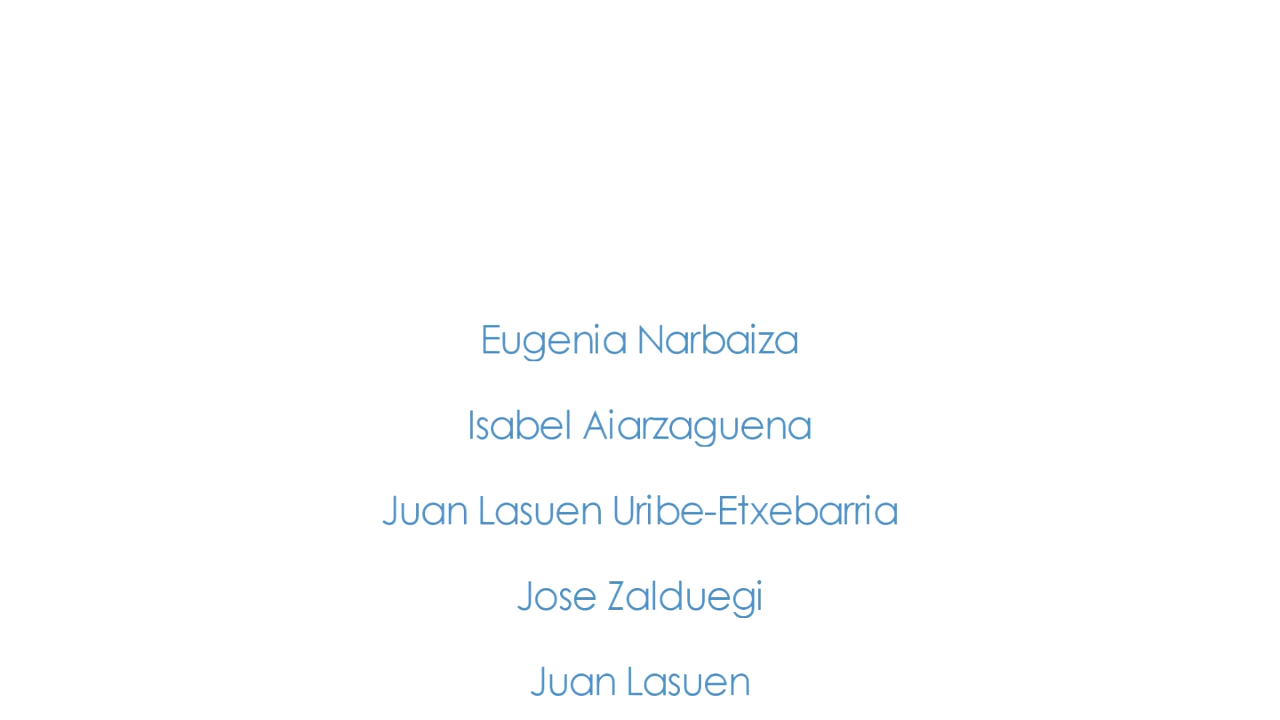 Eugenia Narbaiza
Isabel Aiarzaguena
Juan Lasuen Uribe-Etxebarria
Jose Zalduegi
Juan Lasuen